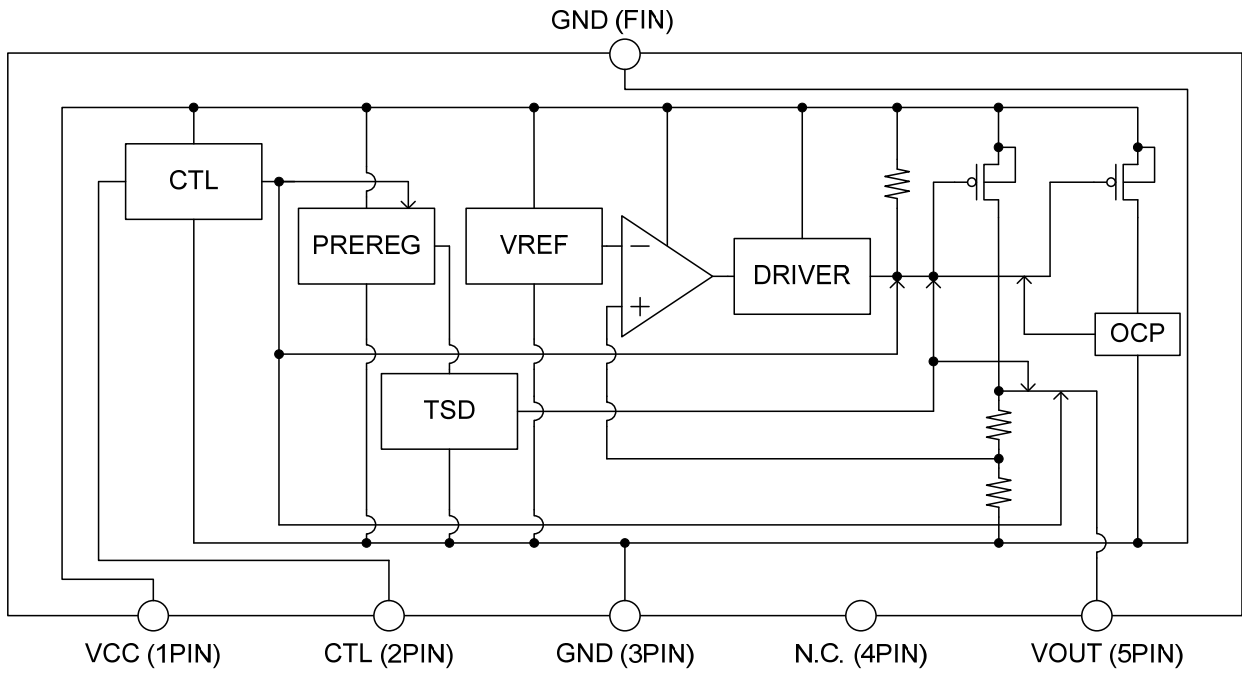 GND (FIN)
CTL
PREREG
VREF
−
+
DRIVER
OCP
TSD
VCC (1PIN)
CTL (2PIN)
GND (3PIN)
N.C. (4PIN)
VOUT (5PIN)